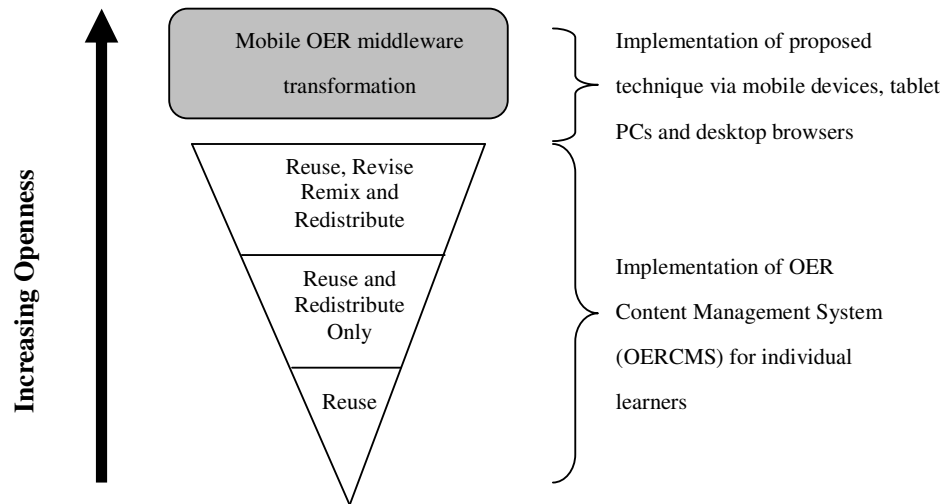 Mobile OER middleware
transformation
Implementation of proposed
technique via mobile devices, tablet
PCs and desktop browsers
Increasing Openness
Reuse, Revise
Remix and
Redistribute
Reuse and
Redistribute
Only
Reuse
Implementation of OER
Content Management System
(OERCMS) for individual
learners